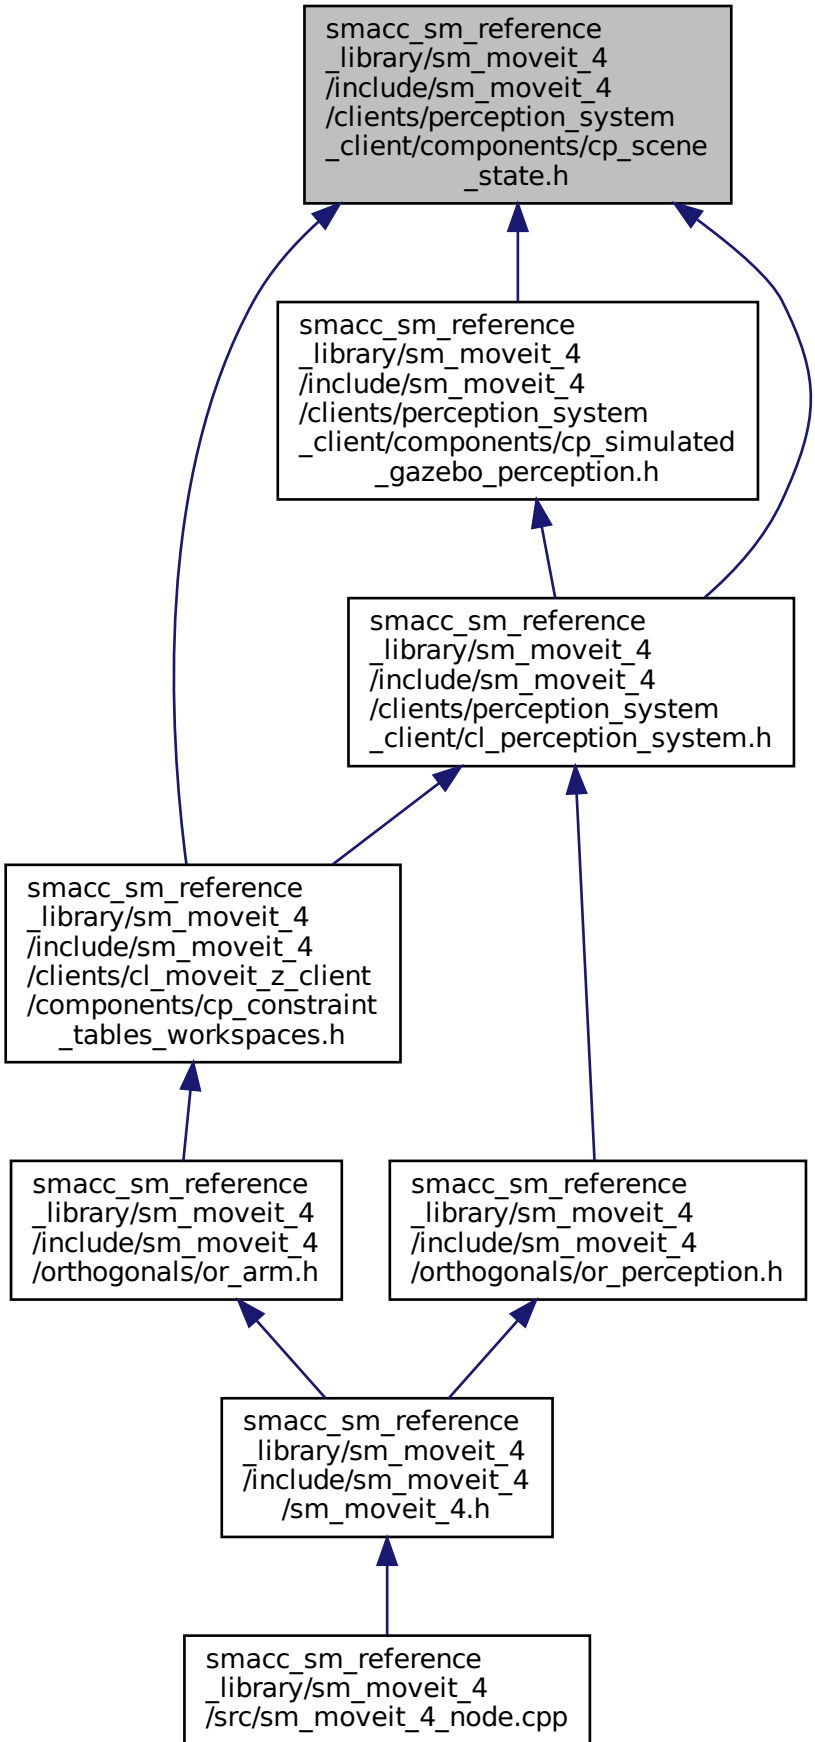 smacc_sm_reference
_library/sm_moveit_4
/include/sm_moveit_4
/clients/perception_system
_client/components/cp_scene
_state.h
smacc_sm_reference
_library/sm_moveit_4
/include/sm_moveit_4
/clients/perception_system
_client/components/cp_simulated
_gazebo_perception.h
smacc_sm_reference
_library/sm_moveit_4
/include/sm_moveit_4
/clients/perception_system
_client/cl_perception_system.h
smacc_sm_reference
_library/sm_moveit_4
/include/sm_moveit_4
/clients/cl_moveit_z_client
/components/cp_constraint
_tables_workspaces.h
smacc_sm_reference
_library/sm_moveit_4
/include/sm_moveit_4
/orthogonals/or_arm.h
smacc_sm_reference
_library/sm_moveit_4
/include/sm_moveit_4
/orthogonals/or_perception.h
smacc_sm_reference
_library/sm_moveit_4
/include/sm_moveit_4
/sm_moveit_4.h
smacc_sm_reference
_library/sm_moveit_4
/src/sm_moveit_4_node.cpp